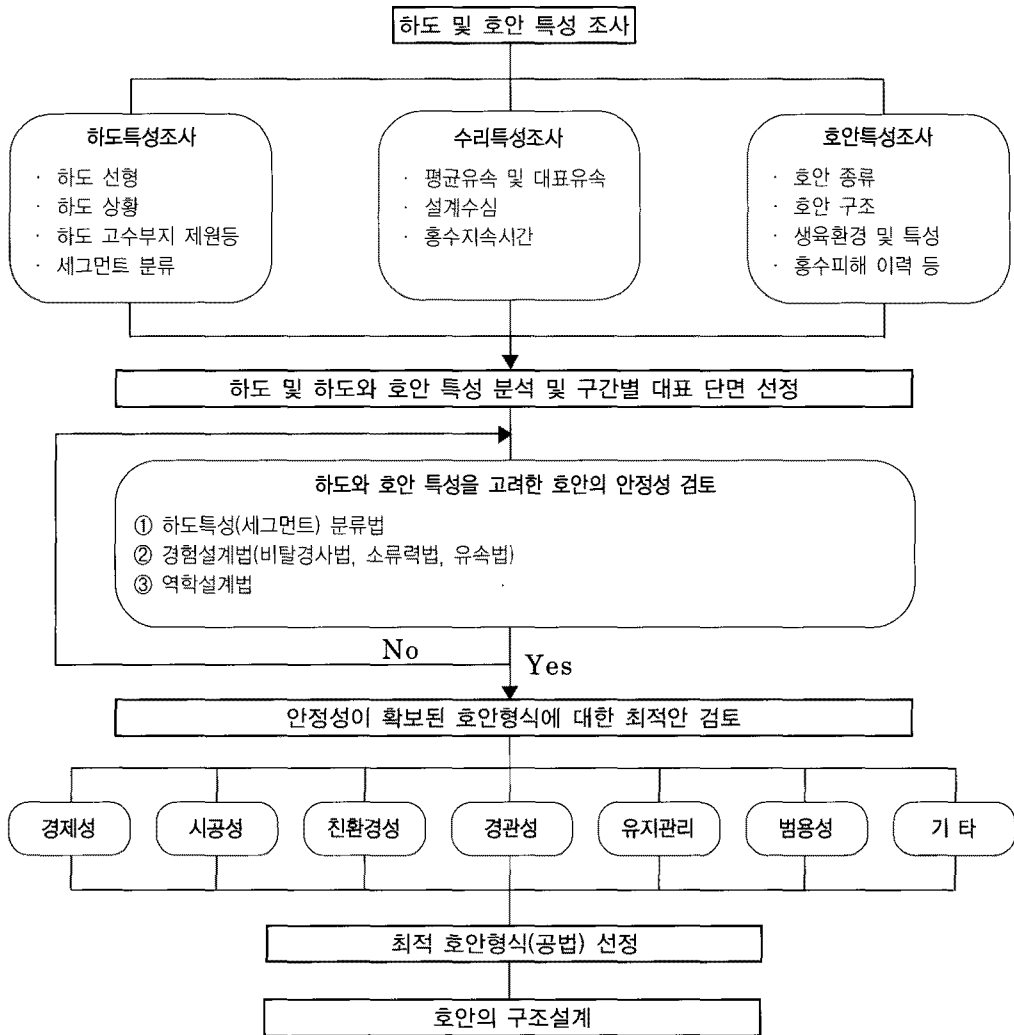 하도 및 호안 특성 조사
하도특성조사
· 하도 선형
· 하도 상황
· 하도 고수부지 제원등
· 세그먼트 분류
수리특성조사
· 평균유속 및 대표유속
· 설계수심
· 홍수지속시간
호안특성조사
· 호안 종류
· 호안 구조
· 생육환경 및 특성
· 홍수피해 이력 등
하도 및 하도와 호안 특성 분석 및 구간별 대표 단면 선정
하도와 호안 특성을 고려한 호안의 안정성 검토
① 하도특성(세그먼트) 분류법
② 경험설계법(비탈경사법, 소류력법, 유속법)
③ 역학설계법
No
Yes
안정성이 확보된 호안형식에 대한 최적안 검토
경제성
시공성
친환경성
경관성
유지관리
범용성
기 타
최적 호안형식(공법) 선정
호안의 구조설계